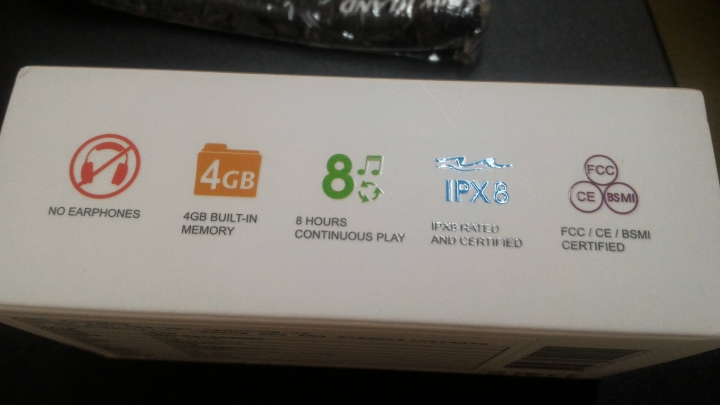 4GB
8
IPX8
FCC
CE
BSMI
NO EARPHONES
4GB BUILT-IN
MEMORY
8 HOURS
CONTINUOUS PLAY
IPX8 RATED
AND CERTIFIED
FCC / CE / BSMI
CERTIFIED